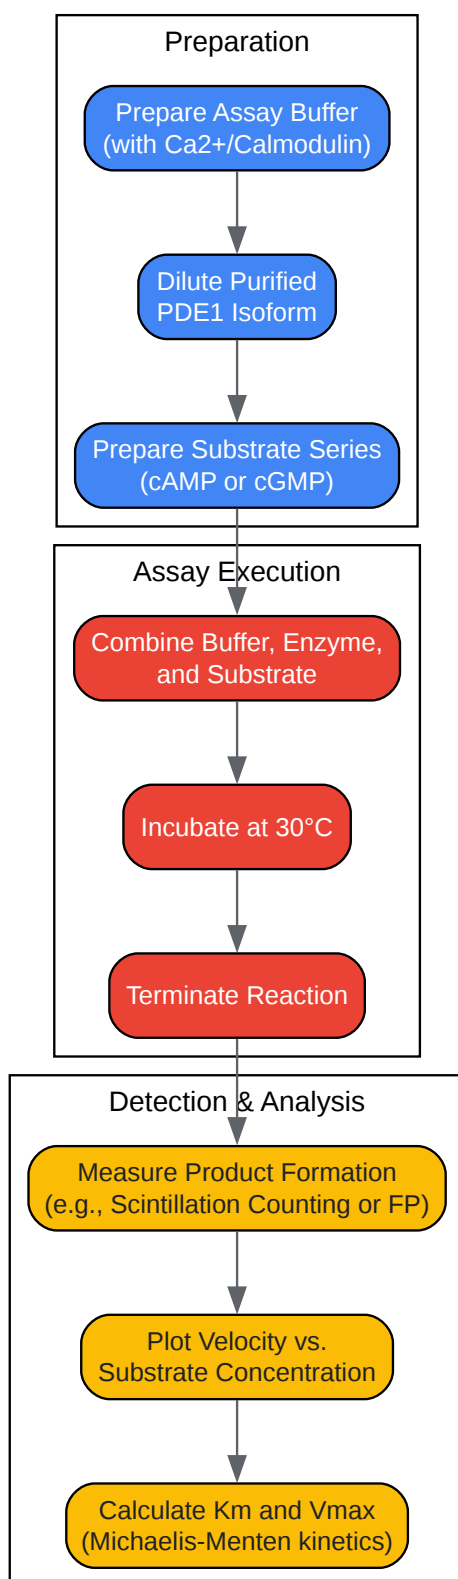 Preparation
Prepare Assay Buffer
(with Ca2+/Calmodulin)
Dilute Purified
PDE1 Isoform
Prepare Substrate Series
(cAMP or cGMP)
Assay Execution
Combine Buffer, Enzyme,
and Substrate
Incubate at 30°C
Terminate Reaction
Detection & Analysis
Measure Product Formation
(e.g., Scintillation Counting or FP)
Plot Velocity vs.
Substrate Concentration
Calculate Km and Vmax
(Michaelis-Menten kinetics)